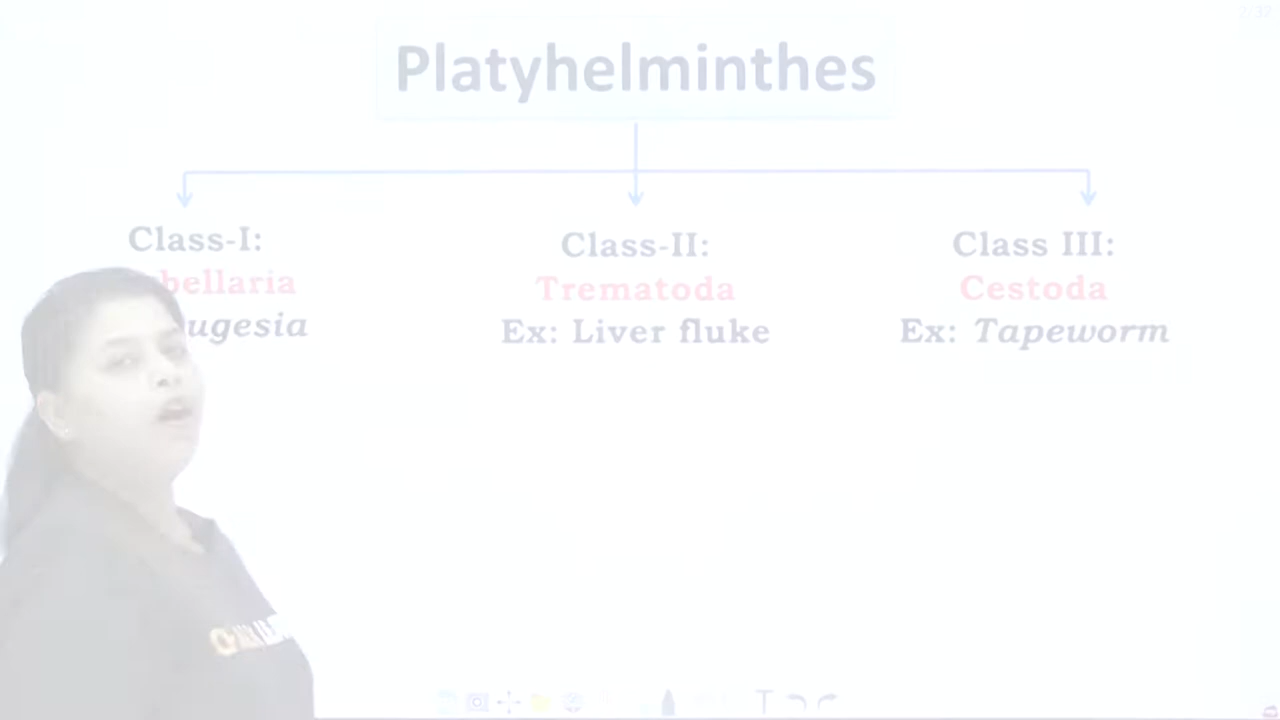 Platyhelminthes
Class-I:
bellaria
ugesia
Class-II:
Trematoda
Ex: Liver fluke
Class III:
Cestoda
Ex: Tapeworm